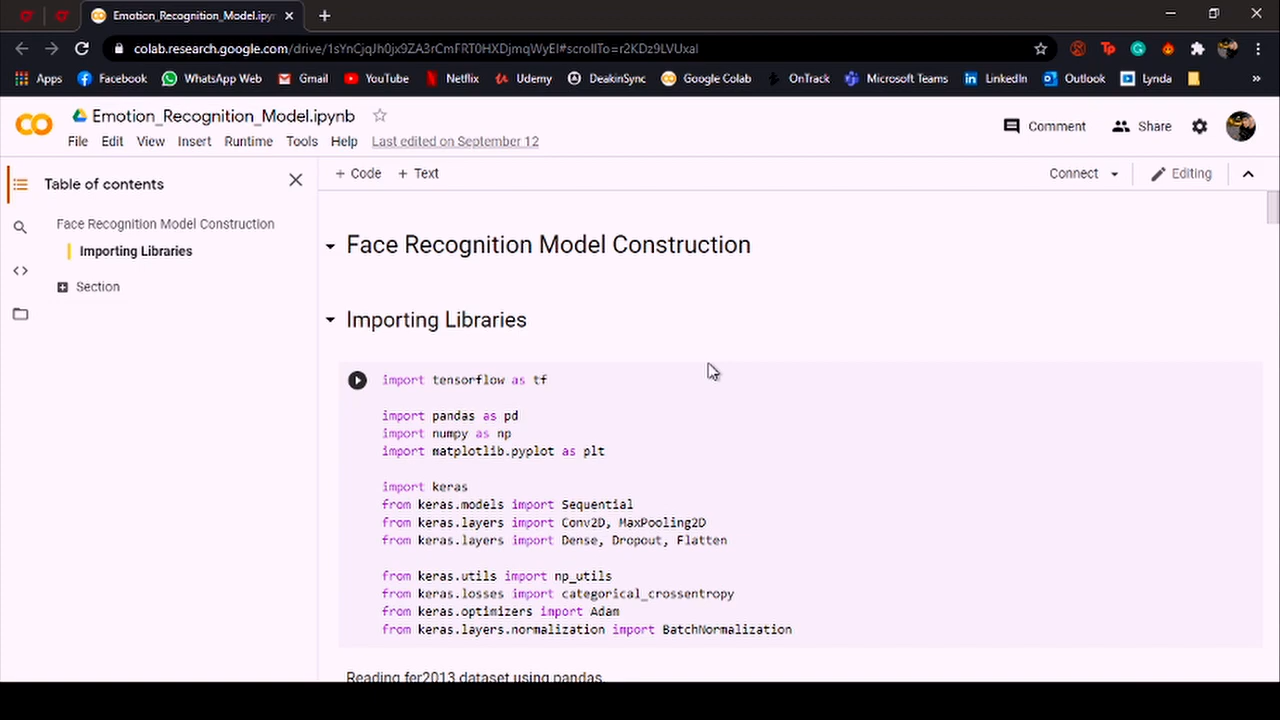 Emotion_Recognition_Model.ipyn
colab.research.google.com/drive/1sYnCjqJh0jx9ZA3rCmFRT0HXDjmqWyEl#scrollTo=r2KDz9LVUxal
Apps Facebook WhatsApp Web Gmail YouTube Netflix Udemy DeakinSync Google Colab OnTrack Microsoft Teams LinkedIn Outlook Lynda »
Emotion_Recognition_Model.ipynb
Comment Share
File Edit View Insert Runtime Tools Help Last edited on September 12
Table of contents
+ Code + Text
Connect Editing
Face Recognition Model Construction
Importing Libraries
Section
Face Recognition Model Construction
Importing Libraries
import tensorflow as tf
import pandas as pd
import numpy as np
import matplotlib.pyplot as plt
import keras
from keras.models import Sequential
from keras.layers import Conv2D, MaxPooling2D
from keras.layers import Dense, Dropout, Flatten
from keras.utils import np_utils
from keras.losses import categorical_crossentropy
from keras.optimizers import Adam
from keras.layers.normalization import BatchNormalization
Reading fer2013 dataset using pandas.